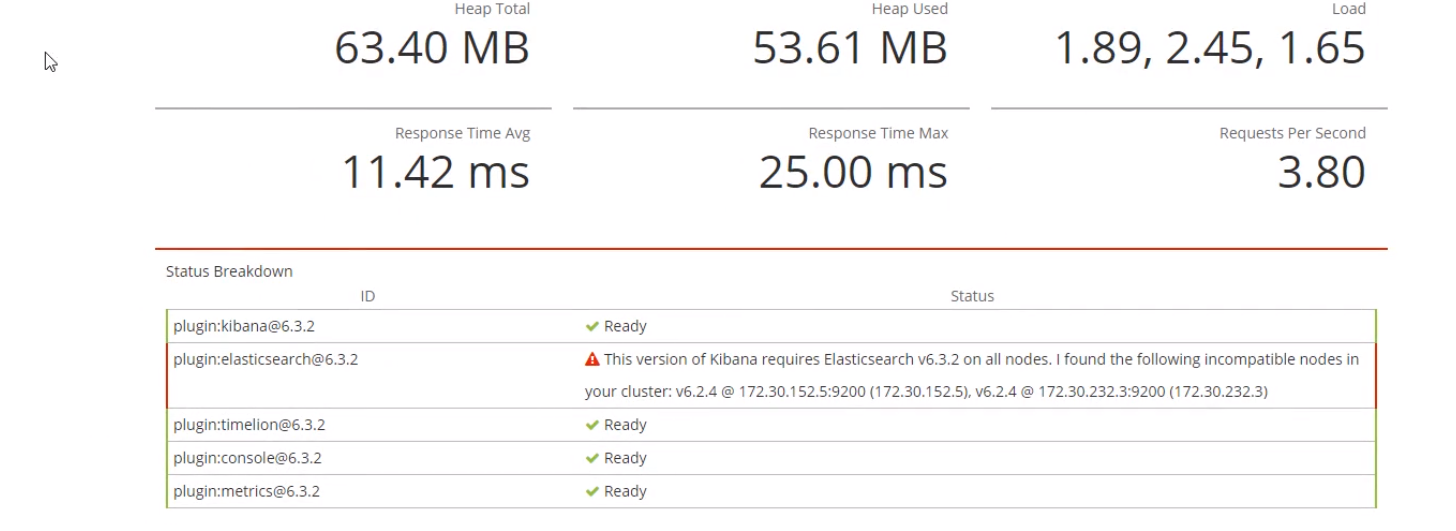 Heap Total
63.40 MB
Heap Used
53.61 MB
Load
1.89, 2.45, 1.65
Response Time Avg
11.42 ms
Response Time Max
25.00 ms
Requests Per Second
3.80
Status Breakdown
ID
Status
plugin:kibana@6.3.2
Ready
plugin:elasticsearch@6.3.2
This version of Kibana requires Elasticsearch v6.3.2 on all nodes. I found the following incompatible nodes in
your cluster: v6.2.4 @ 172.30.152.5:9200 (172.30.152.5), v6.2.4 @ 172.30.232.3:9200 (172.30.232.3)
plugin:timelion@6.3.2
Ready
plugin:console@6.3.2
Ready
plugin:metrics@6.3.2
Ready